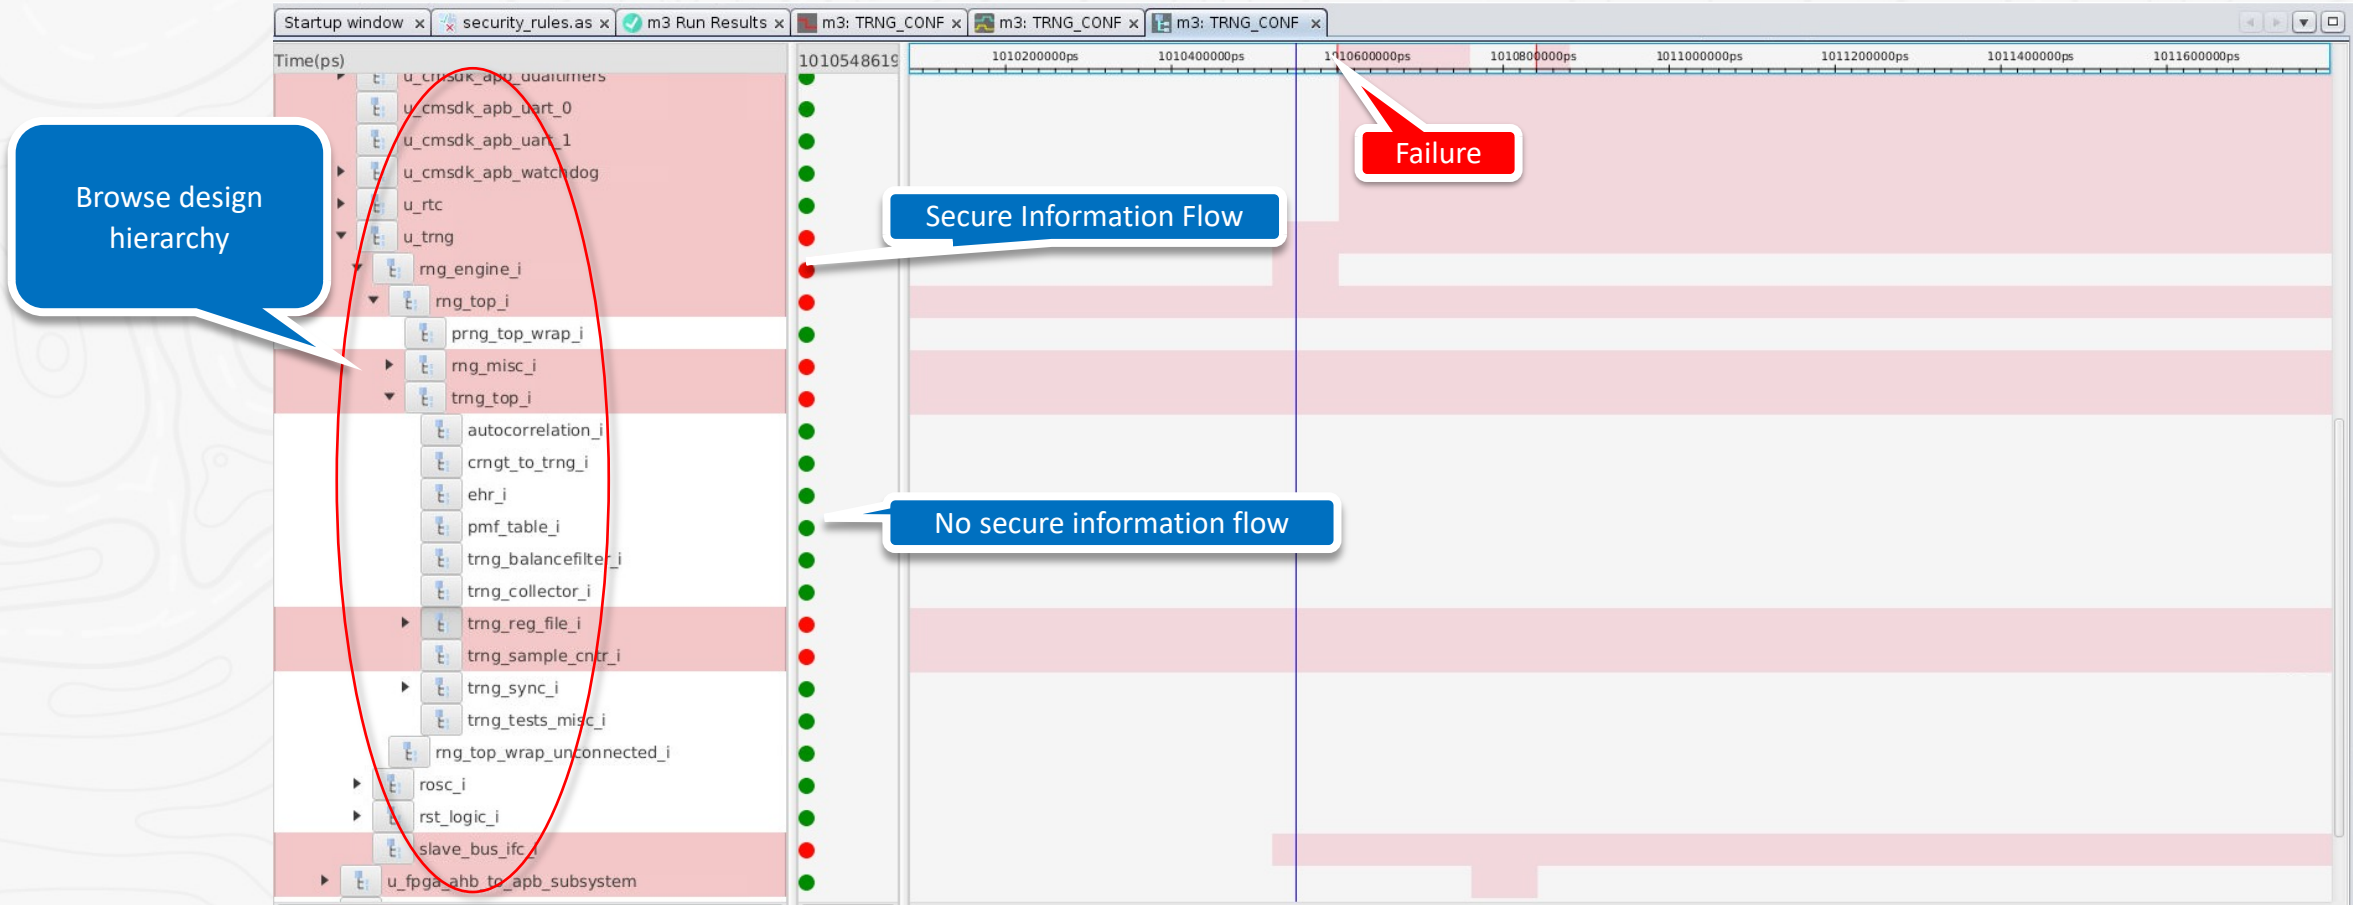 Startup window x security_rules.as x m3 Run Results x m3: TRNG_CONF x m3: TRNG_CONF x m3: TRNG_CONF x
Time(ps) 1010548619 1010200000ps 1010400000ps 1010600000ps 1010800000ps 1011000000ps 1011200000ps 1011400000ps 1011600000ps
u_cmsdk_apb_dualtimers
u_cmsdk_apb_uart_0
u_cmsdk_apb_uart_1
u_cmsdk_apb_watchdog
u_rtc
u_trng
rng_engine_i
rng_top_i
prng_top_wrap_i
rng_misc_i
trng_top_i
autocorrelation_i
crngt_to_trng_i
ehr_i
pmf_table_i
trng_balancefilter_i
trng_collector_i
trng_reg_file_i
trng_sample_cntr_i
trng_sync_i
trng_tests_misc_i
rng_top_wrap_unconnected_i
rosc_i
rst_logic_i
slave_bus_ifc_i
u_fpga_ahb_to_apb_subsystem
Browse design
hierarchy
Failure
Secure Information Flow
No secure information flow